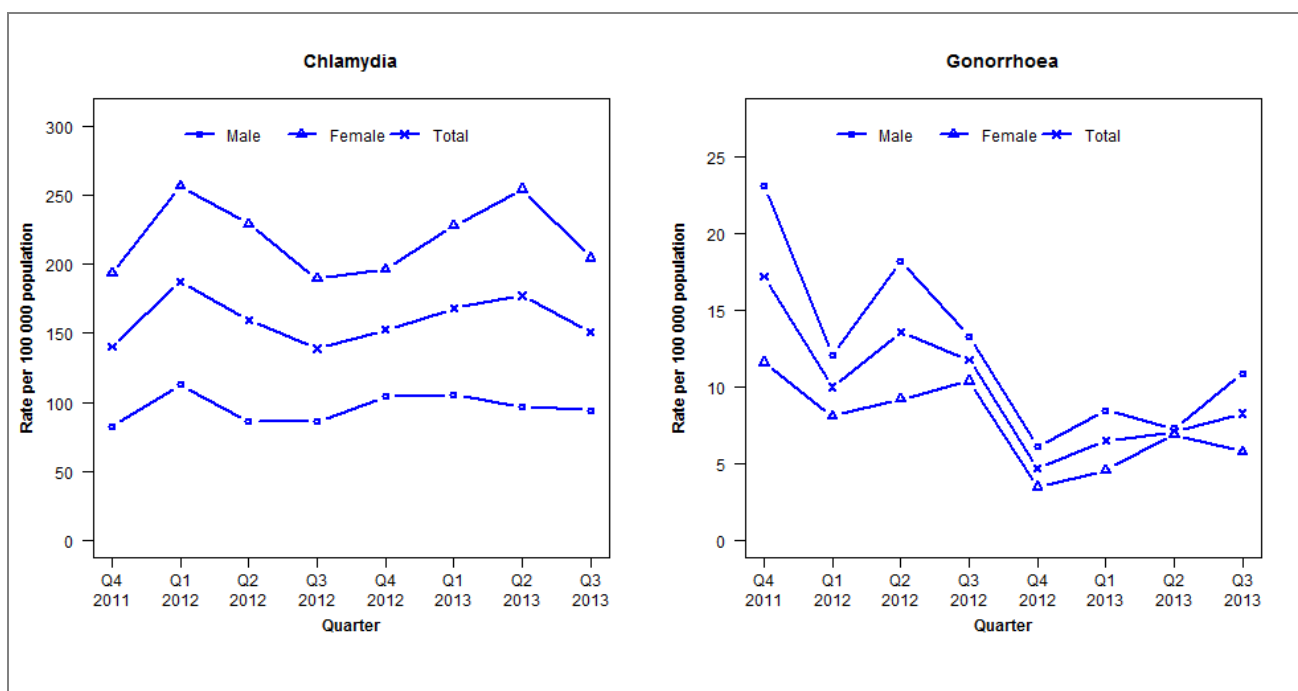 Chlamydia
Rate per 100 000 population
300
250
200
150
100
50
0
Male Female Total
Q4 Q1 Q2 Q3 Q4 Q1 Q2 Q3
2011 2012 2012 2012 2012 2013 2013 2013
Quarter
Gonorrhoea
Rate per 100 000 population
25
20
15
10
5
0
Male Female Total
Q4 Q1 Q2 Q3 Q4 Q1 Q2 Q3
2011 2012 2012 2012 2012 2013 2013 2013
Quarter